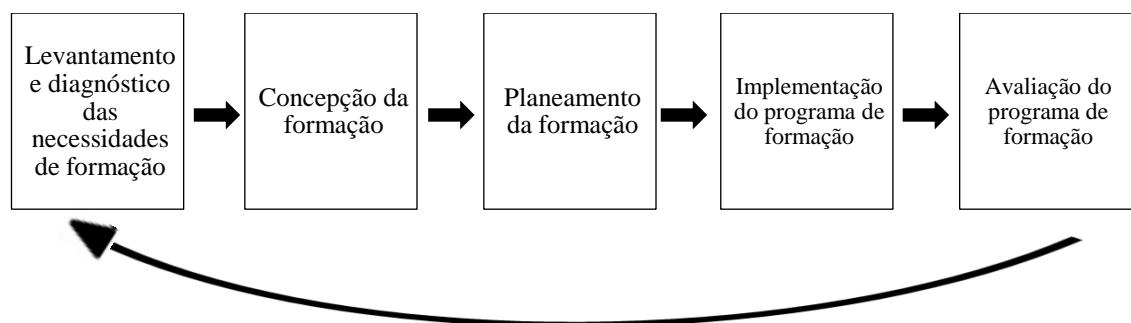 Levantamento
e diagnóstico
das
necessidades
de formação
Concepção da
formação
Planeamento
da formação
Implementação
do programa de
formação
Avaliação do
programa de
formação